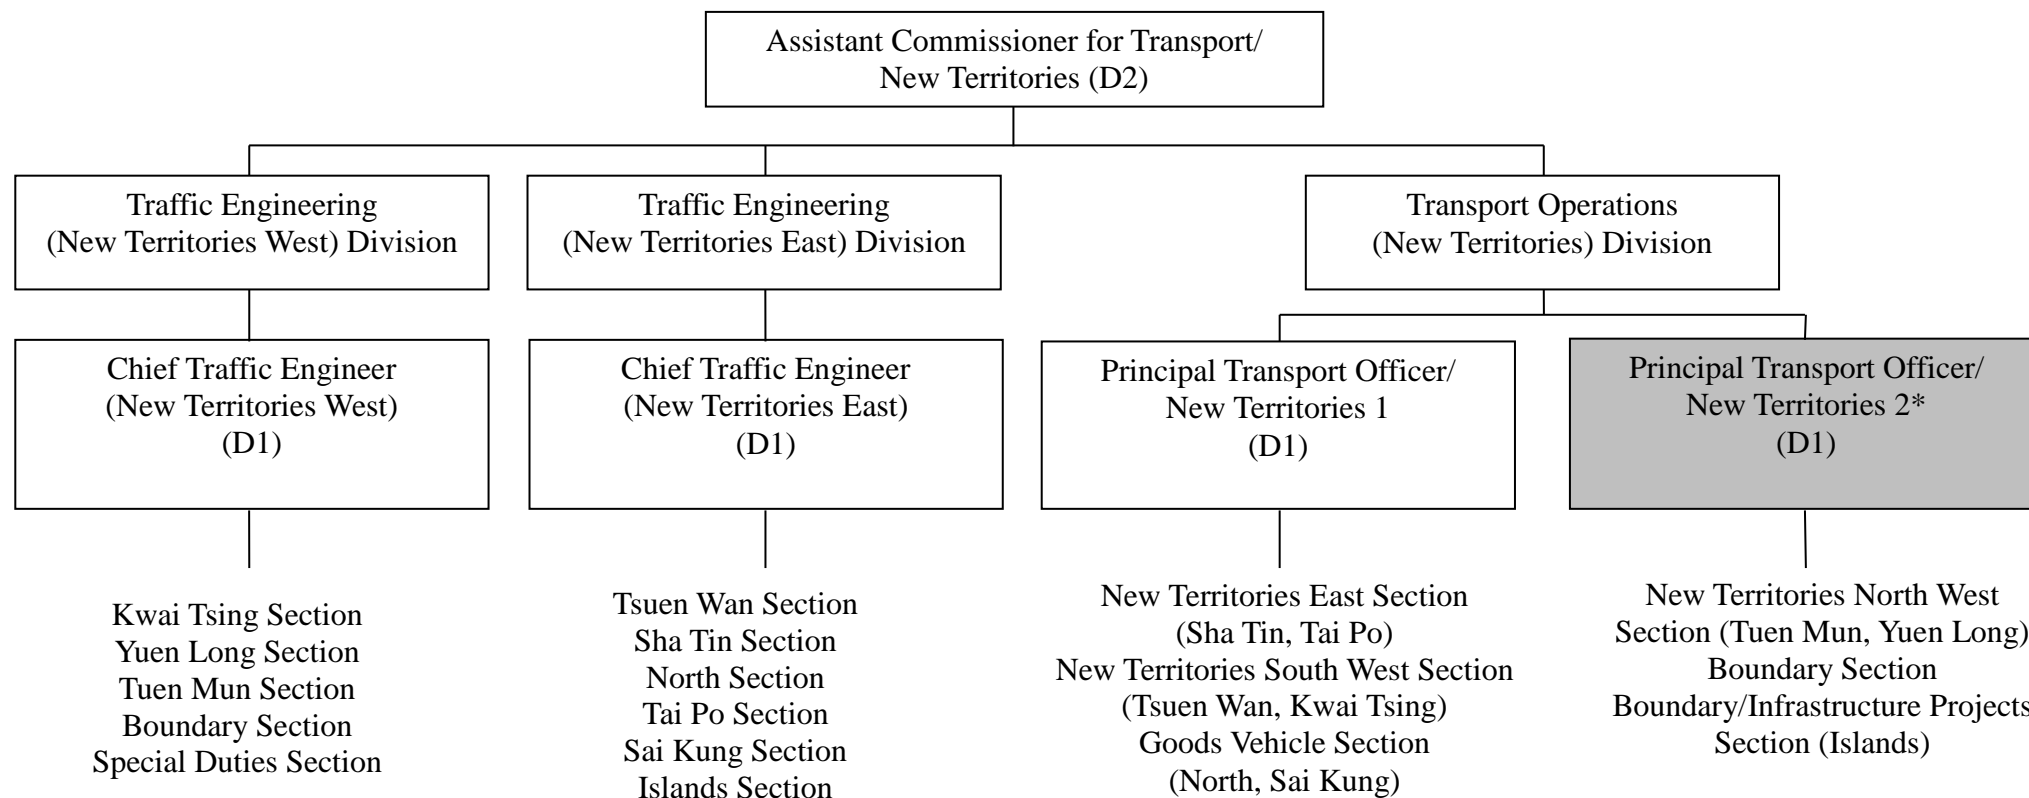 Assistant Commissioner for Transport/
New Territories (D2)
Traffic Engineering
(New Territories West) Division
Traffic Engineering
(New Territories East) Division
Transport Operations
(New Territories) Division
Chief Traffic Engineer
(New Territories West)
(D1)
Chief Traffic Engineer
(New Territories East)
(D1)
Principal Transport Officer/
New Territories 1
(D1)
Principal Transport Officer/
New Territories 2*
(D1)
Kwai Tsing Section
Yuen Long Section
Tuen Mun Section
Boundary Section
Special Duties Section
Tsuen Wan Section
Sha Tin Section
North Section
Tai Po Section
Sai Kung Section
Islands Section
New Territories East Section
(Sha Tin, Tai Po)
New Territories South West Section
(Tsuen Wan, Kwai Tsing)
Goods Vehicle Section
(North, Sai Kung)
New Territories North West
Section (Tuen Mun, Yuen Long)
Boundary Section
Boundary/Infrastructure Projects
Section (Islands)